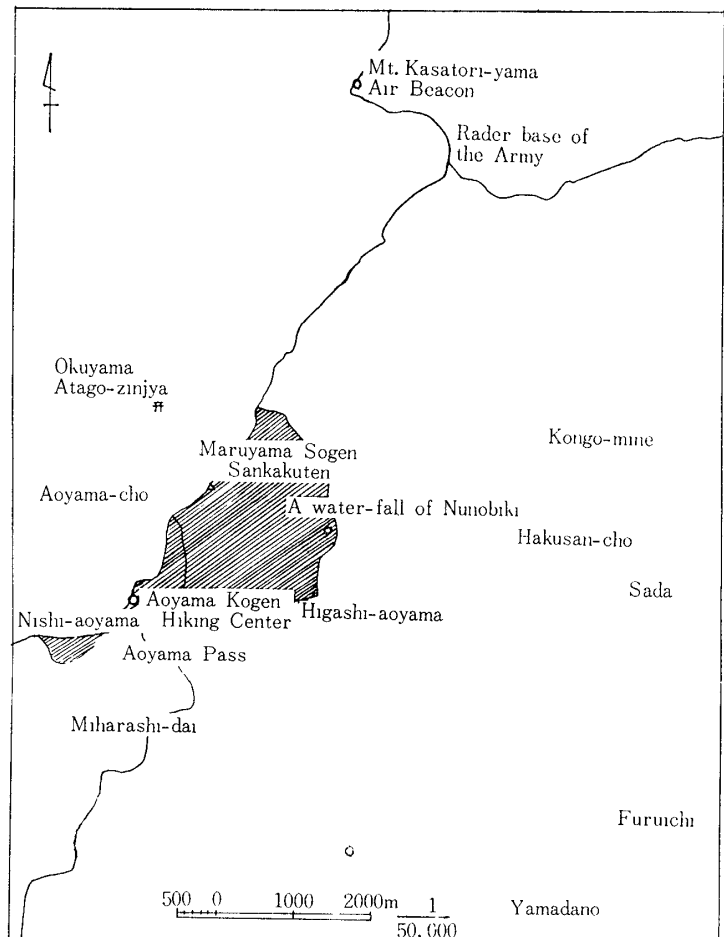 Mt. Kasatori-yama
Air Beacon
Rader base of
the Army
Okuyama
Atago-zinjya
Kongo-mine
Maruyama Sogen
Sankakuten
Aoyama-cho
A water-fall of Nunobiki
Hakusan-cho
Sada
Aoyama Kogen
Hiking Center
Higashi-aoyama
Nishi-aoyama
Aoyama Pass
Miharashi-dai
Furuichi
500 0 1000 2000m
1
50,000
Yamadano